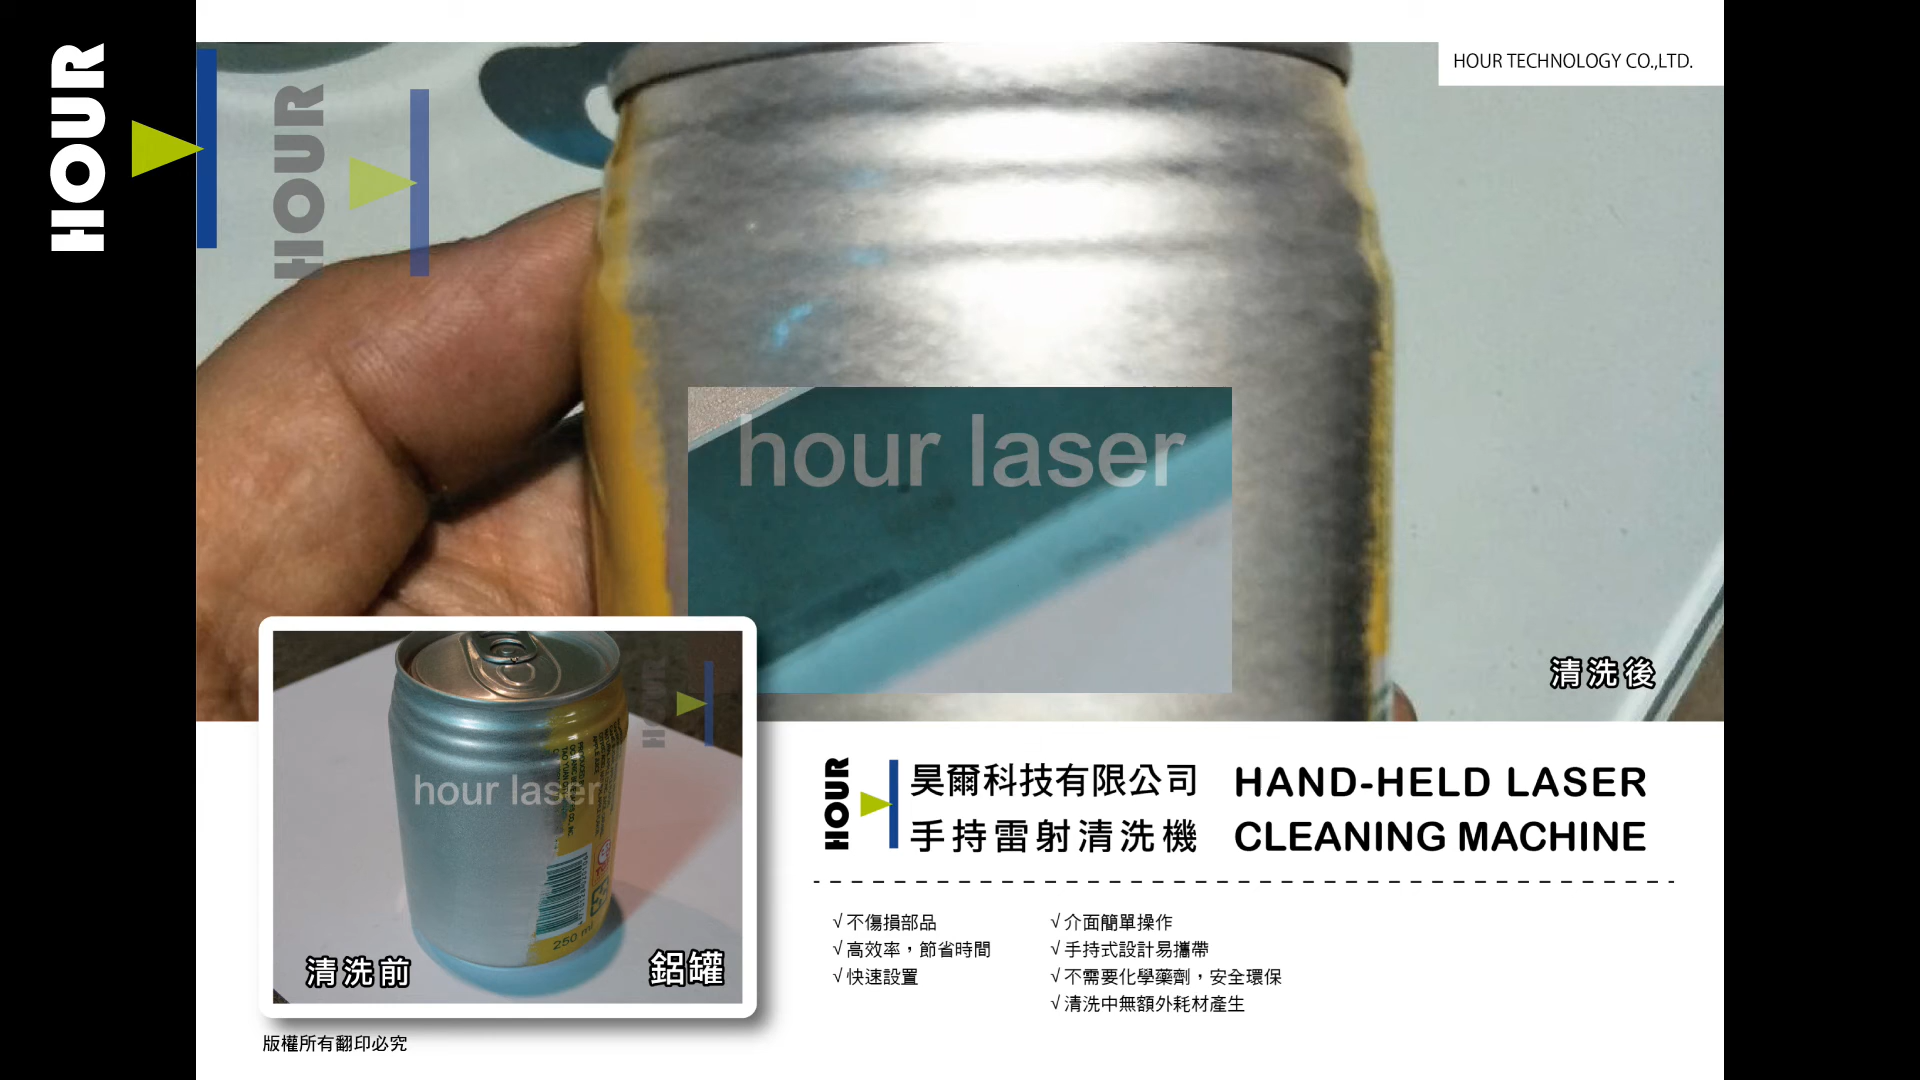 HOUR
HOUR
HOUR TECHNOLOGY CO.,LTD.
hour laser
清洗後
HOUR
hour laser
250 ml
清洗前
鋁罐
HOUR
昊爾科技有限公司
手持雷射清洗機
HAND-HELD LASER
CLEANING MACHINE
√不傷損部品
√高效率，節省時間
√快速設置
√介面簡單操作
√手持式設計易攜帶
√不需要化學藥劑，安全環保
√清洗中無額外耗材產生
版權所有翻印必究